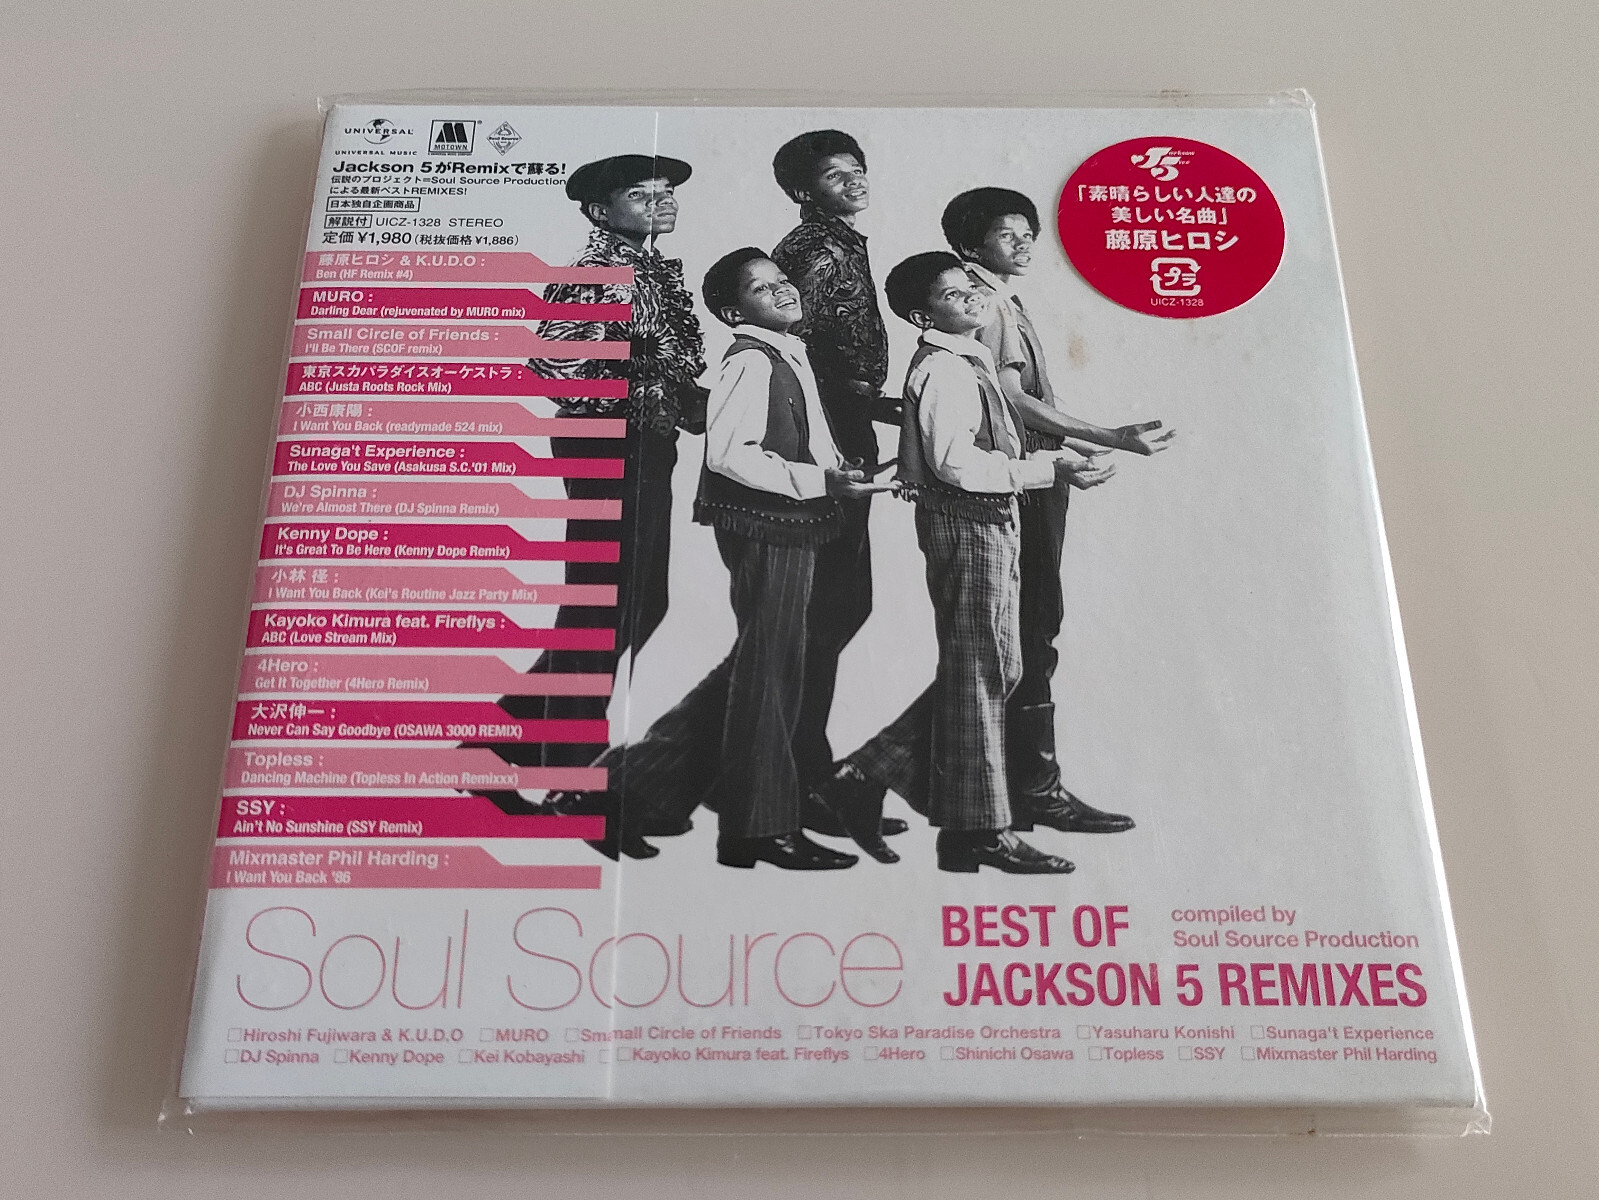 UNIVERSAL
UNIVERSAL MUSIC
M
MOTOWN
Soul Source
Jackson 5がRemixで蘇る!
伝説のプロジェクト=Soul Source Production
による最新ベストREMIXES!
日本独自企画商品
解説付 UICZ-1328 STEREO
定価¥1,980(税抜価格¥1,886)
藤原ヒロシ & K.U.D.O :
Ben (HF Remix #4)
MURO :
Darling Dear (rejuvenated by MURO mix)
Small Circle of Friends :
I'll Be There (SCOF remix)
東京スカパラダイスオーケストラ :
ABC (Justa Roots Rock Mix)
小西康陽 :
I Want You Back (readymade 524 mix)
Sunaga't Experience :
The Love You Save (Asakusa S.C.'01 Mix)
DJ Spinna :
We're Almost There (DJ Spinna Remix)
Kenny Dope :
It's Great To Be Here (Kenny Dope Remix)
小林 径 :
I Want You Back (Kei's Routine Jazz Party Mix)
Kayoko Kimura feat. Fireflys :
ABC (Love Stream Mix)
4Hero :
Get It Together (4Hero Remix)
大沢伸一 :
Never Can Say Goodbye (OSAWA 3000 REMIX)
Topless :
Dancing Machine (Topless In Action Remixxx)
SSY :
Ain't No Sunshine (SSY Remix)
Mixmaster Phil Harding :
I Want You Back '86
Jackson
5ive
「素晴らしい人達の
美しい名曲」
藤原ヒロシ
プラ
UICZ-1328
Soul Source
BEST OF
JACKSON 5 REMIXES
compiled by
Soul Source Production
□Hiroshi Fujiwara & K.U.D.O □MURO □Small Circle of Friends □Tokyo Ska Paradise Orchestra □Yasuharu Konishi □Sunaga't Experience
□DJ Spinna □Kenny Dope □Kei Kobayashi □Kayoko Kimura feat. Fireflys □4Hero □Shinichi Osawa □Topless □SSY □Mixmaster Phil Harding